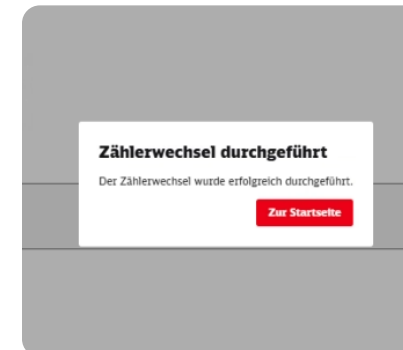 Zählerwechsel durchgeführt
Der Zählerwechsel wurde erfolgreich durchgeführt.
Zur Startseite